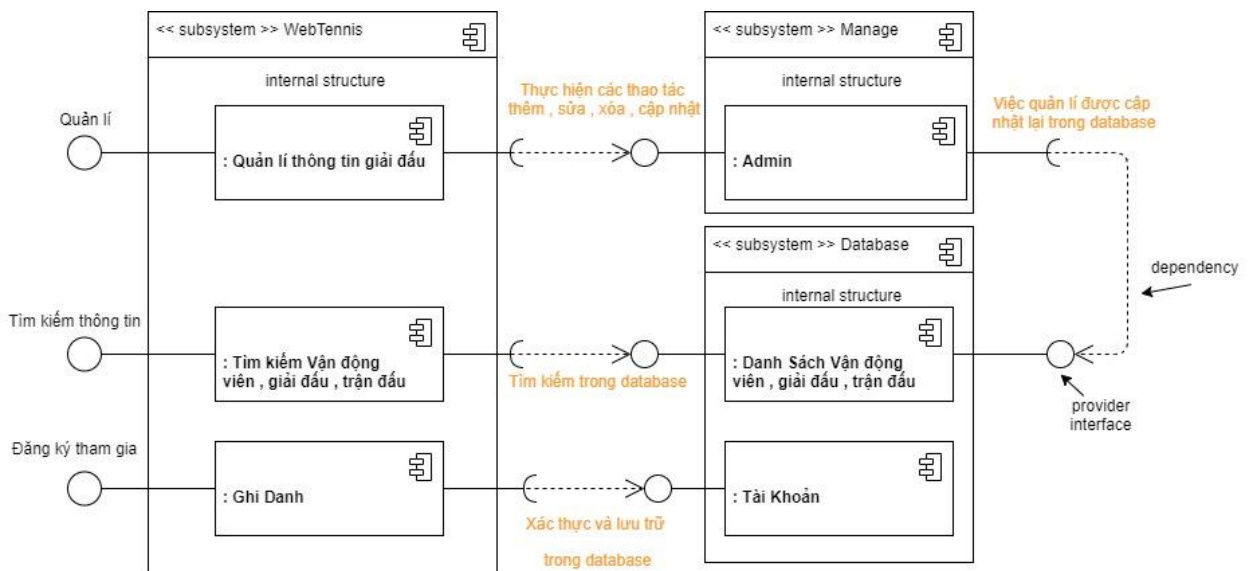 << subsystem >> WebTennis
internal structure
Quản lí
: Quản lí thông tin giải đấu
Thực hiện các thao tác
thêm , sửa , xóa , cập nhật
<< subsystem >> Manage
internal structure
: Admin
Việc quản lí được cập
nhật lại trong database
<< subsystem >> Database
internal structure
dependency
Tìm kiếm thông tin
: Tìm kiếm Vận động
viên , giải đấu , trận đấu
Tìm kiếm trong database
: Danh Sách Vận động
viên , giải đấu , trận đấu
provider
interface
Đăng ký tham gia
: Ghi Danh
Xác thực và lưu trữ
trong database
: Tài Khoản